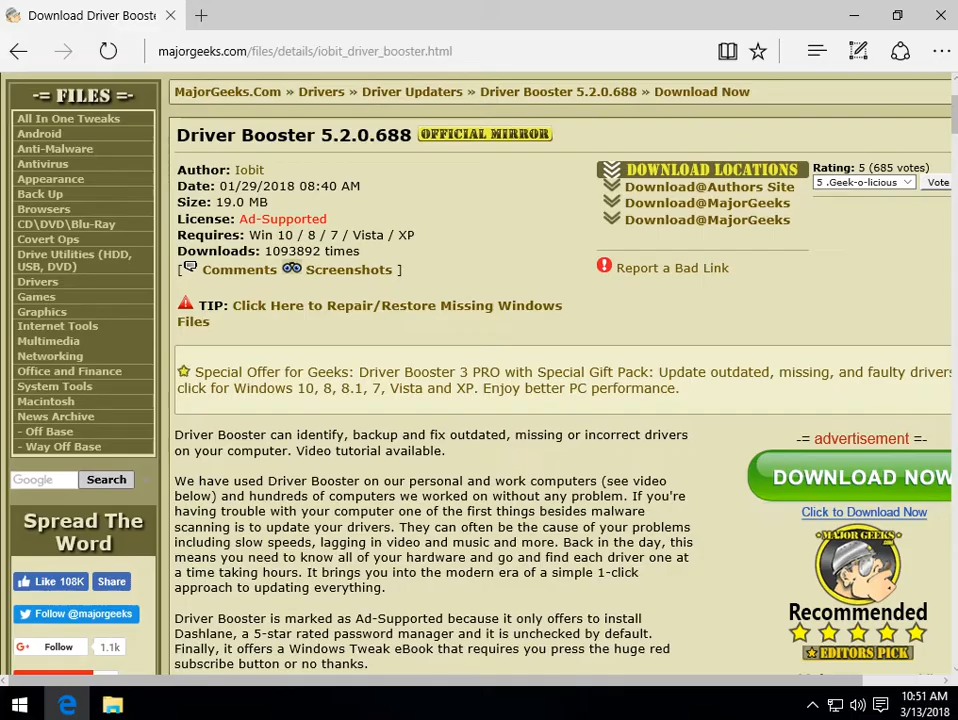 Download Driver Booste
majorgeeks.com/files/details/iobit_driver_booster.html
-= FILES =-
All In One Tweaks
Android
Anti-Malware
Antivirus
Appearance
Back Up
Browsers
CD\DVD\Blu-Ray
Covert Ops
Drive Utilities (HDD,
USB, DVD)
Drivers
Games
Graphics
Internet Tools
Multimedia
Networking
Office and Finance
System Tools
Macintosh
News Archive
- Off Base
- Way Off Base
Google
Search
Spread The
Word
Like 108K
Share
Follow @majorgeeks
G+ Follow
1.1k
MajorGeeks.Com » Drivers » Driver Updaters » Driver Booster 5.2.0.688 » Download Now
Driver Booster 5.2.0.688 OFFICIAL MIRROR
Author: Iobit
Date: 01/29/2018 08:40 AM
Size: 19.0 MB
License: Ad-Supported
Requires: Win 10 / 8 / 7 / Vista / XP
Downloads: 1093892 times
[ Comments Screenshots ]
TIP: Click Here to Repair/Restore Missing Windows
Files
DOWNLOAD LOCATIONS
Download@Authors Site
Download@MajorGeeks
Download@MajorGeeks
Report a Bad Link
Rating: 5 (685 votes)
5 .Geek-o-licious
Vote
Special Offer for Geeks: Driver Booster 3 PRO with Special Gift Pack: Update outdated, missing, and faulty drivers
click for Windows 10, 8, 8.1, 7, Vista and XP. Enjoy better PC performance.
Driver Booster can identify, backup and fix outdated, missing or incorrect drivers
on your computer. Video tutorial available.
We have used Driver Booster on our personal and work computers (see video
below) and hundreds of computers we worked on without any problem. If you're
having trouble with your computer one of the first things besides malware
scanning is to update your drivers. They can often be the cause of your problems
including slow speeds, lagging in video and music and more. Back in the day, this
means you need to know all of your hardware and go and find each driver one at
a time taking hours. It brings you into the modern era of a simple 1-click
approach to updating everything.
Driver Booster is marked as Ad-Supported because it only offers to install
Dashlane, a 5-star rated password manager and it is unchecked by default.
Finally, it offers a Windows Tweak eBook that requires you press the huge red
subscribe button or no thanks.
-= advertisement =-
DOWNLOAD NOW
Click to Download Now
MAJOR GEEKS
Recommended
EDITORS PICK
10:51 AM
3/13/2018